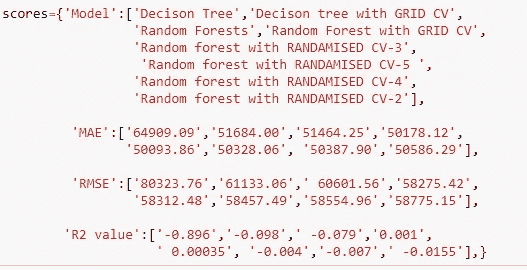 scores={'Model':['Decison Tree','Decison tree with GRID CV',
'Random Forests','Random Forest with GRID CV',
'Random forest with RANDAMISED CV-3',
'Random forest with RANDAMISED CV-5 ',
'Random forest with RANDAMISED CV-4',
'Random forest with RANDAMISED CV-2'],
'MAE':['64909.09','51684.00','51464.25','50178.12',
'50093.86','50328.06', '50387.90','50586.29'],
'RMSE':['80323.76','61133.06',' 60601.56','58275.42',
'58312.48','58457.49','58554.96','58775.15'],
'R2 value':['-0.896','-0.098',' -0.079','0.001',
' 0.00035', '-0.004','-0.007',' -0.0155'],}